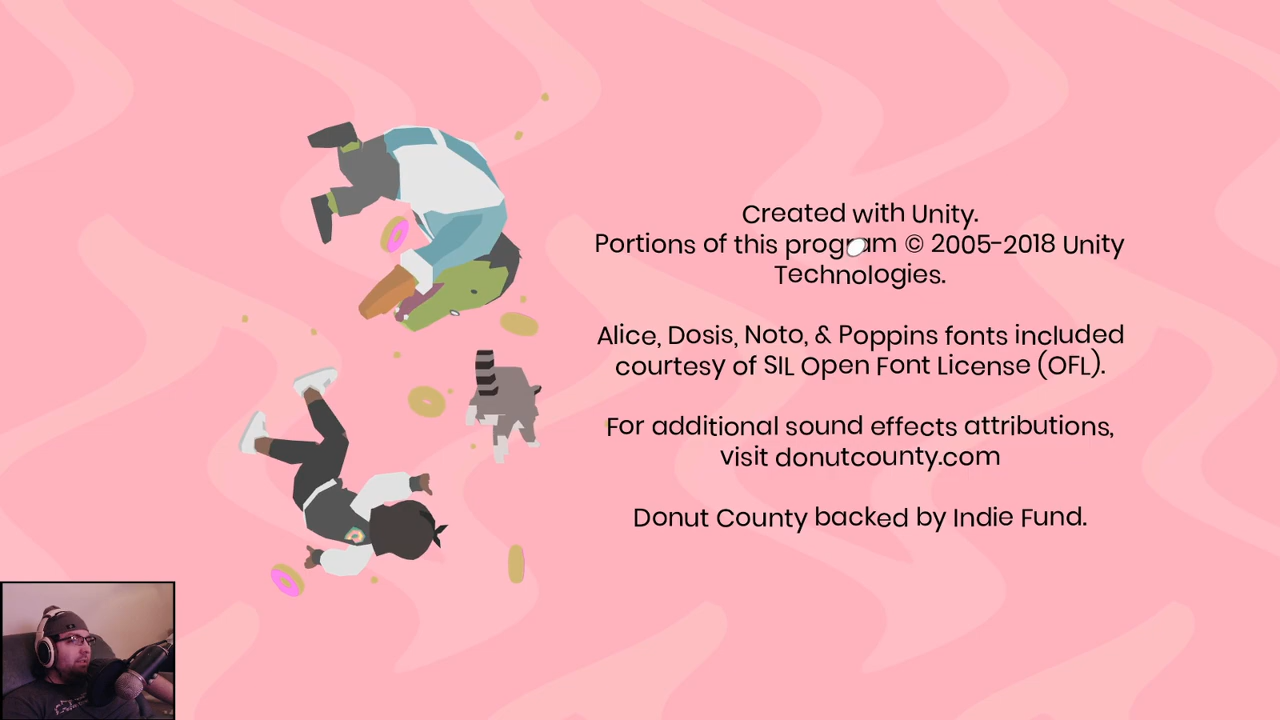 Created with Unity.
Portions of this program © 2005-2018 Unity
Technologies.
Alice, Dosis, Noto, & Poppins fonts included
courtesy of SIL Open Font License (OFL).
For additional sound effects attributions,
visit donutcounty.com
Donut County backed by Indie Fund.